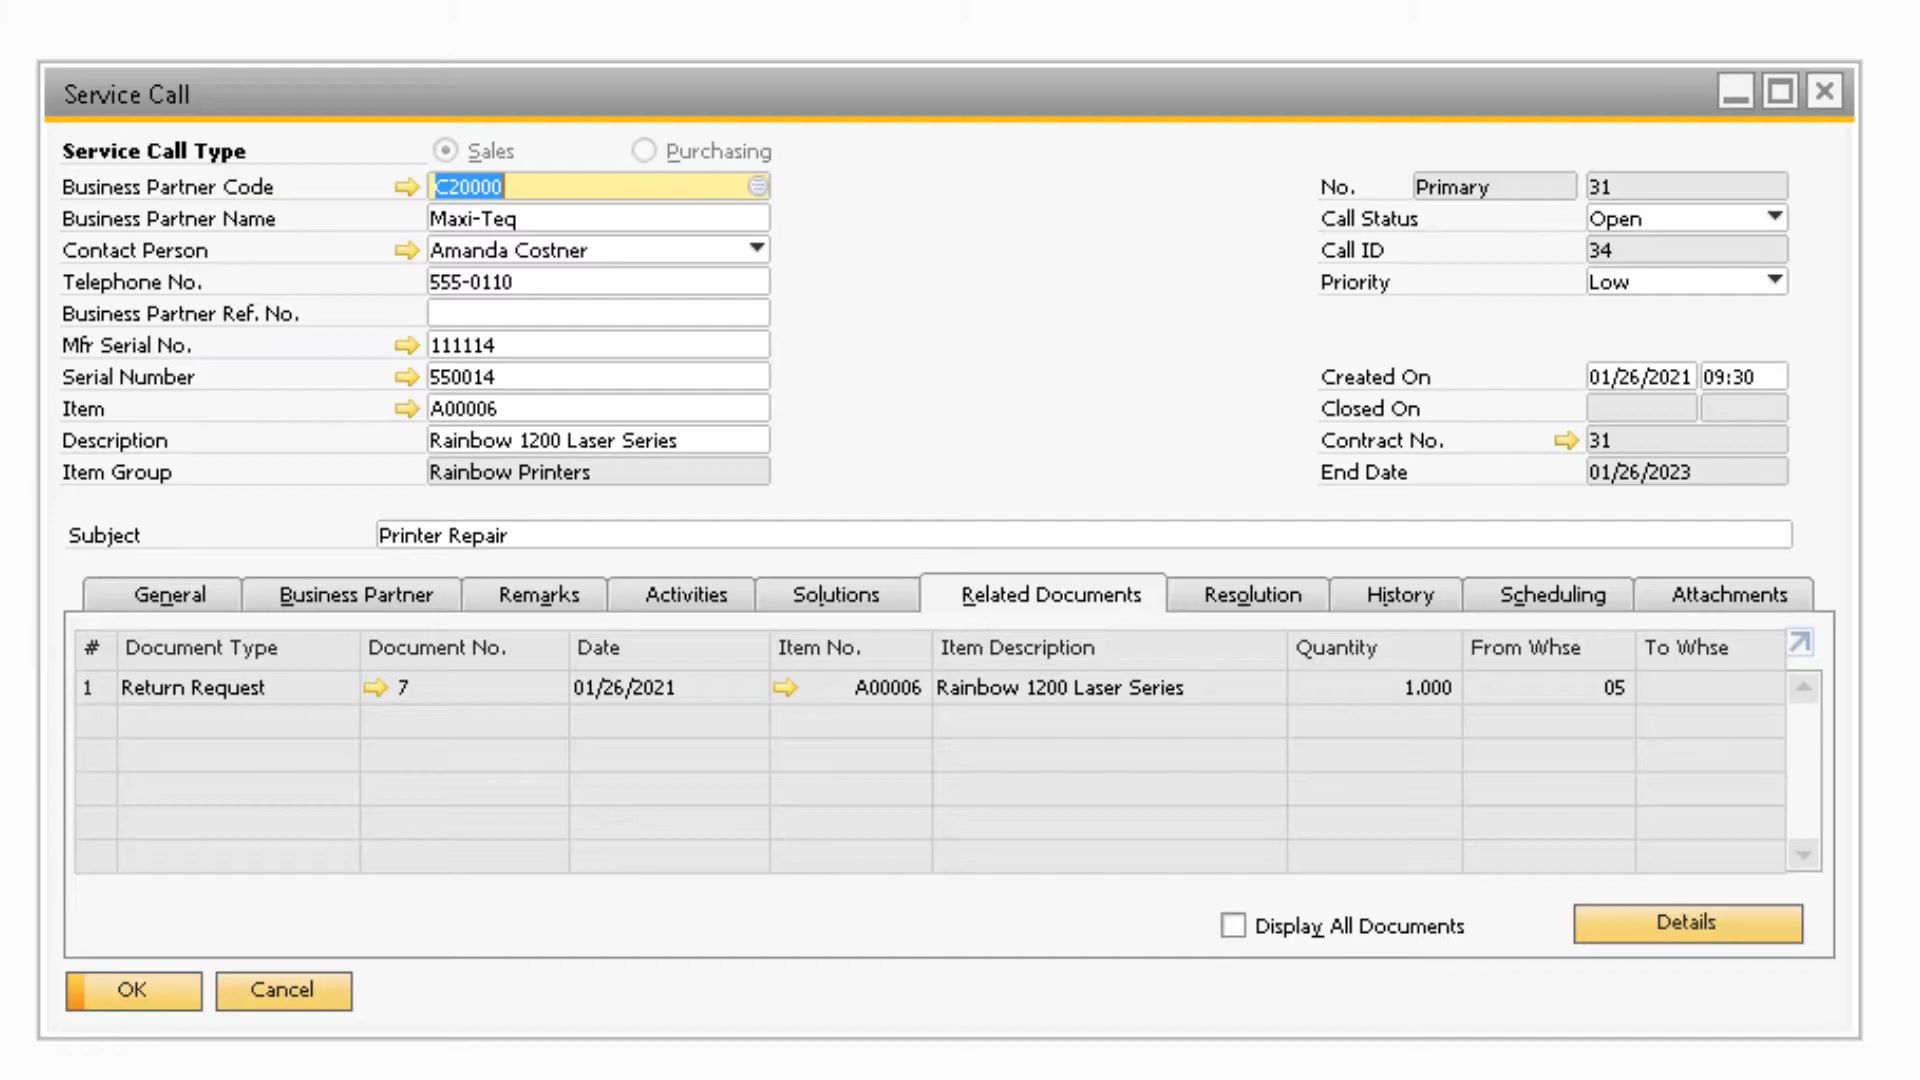 Service Call
Service Call Type Sales Purchasing
Business Partner Code C20000 No. Primary 31
Business Partner Name Maxi-Teq Call Status Open
Contact Person Amanda Costner Call ID 34
Telephone No. 555-0110 Priority Low
Business Partner Ref. No.
Mfr Serial No. 111114
Serial Number 550014 Created On 01/26/2021 09:30
Item A00006 Closed On
Description Rainbow 1200 Laser Series Contract No. 31
Item Group Rainbow Printers End Date 01/26/2023
Subject Printer Repair
General Business Partner Remarks Activities Solutions Related Documents Resolution History Scheduling Attachments
# Document Type Document No. Date Item No. Item Description Quantity From Whse To Whse
1 Return Request 7 01/26/2021 A00006 Rainbow 1200 Laser Series 1.000 05
Display All Documents Details
OK Cancel